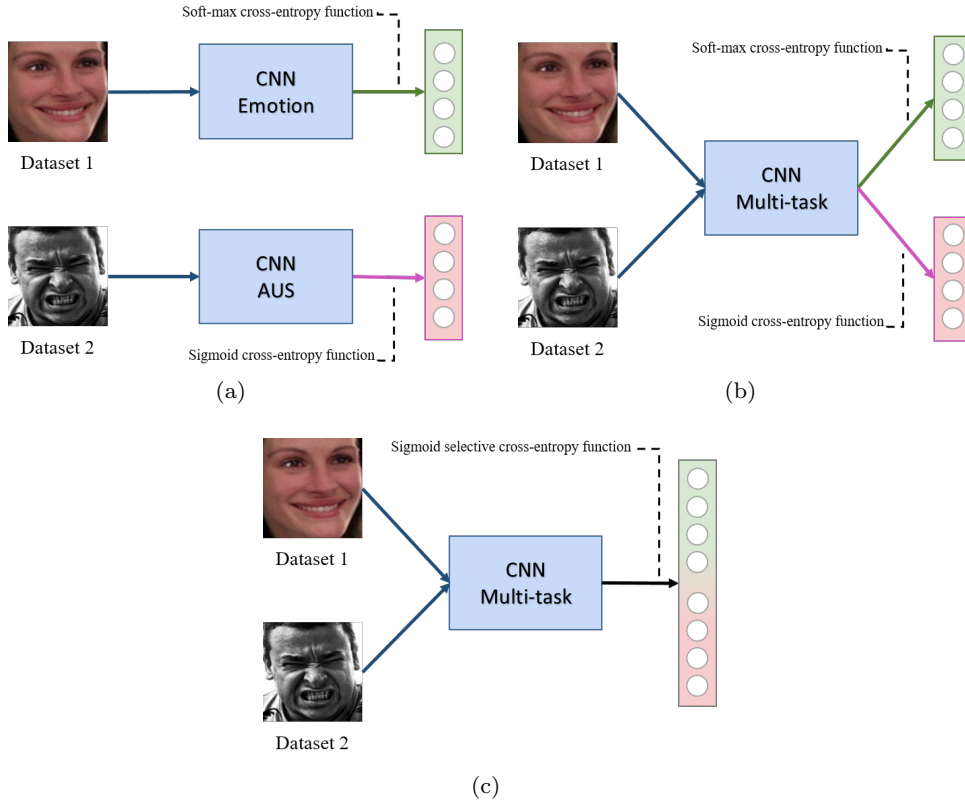 Soft-max cross-entropy function
CNN
Emotion
Dataset 1
CNN
AUS
Dataset 2
Sigmoid cross-entropy function
(a)
Soft-max cross-entropy function
Dataset 1
CNN
Multi-task
Sigmoid cross-entropy function
Dataset 2
(b)
Sigmoid selective cross-entropy function
Dataset 1
CNN
Multi-task
Dataset 2
(c)